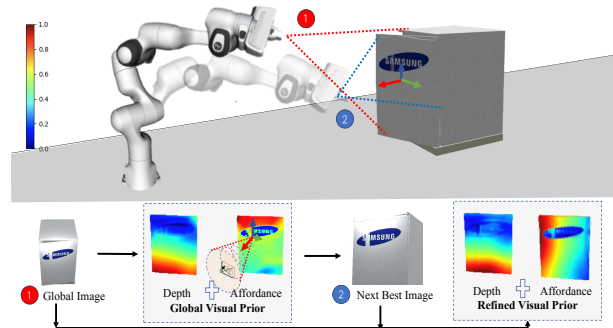 1.0
0.8
0.6
0.4
0.2
0.0
1
SAMSUNG
2
SAMSUNG
SAMSUNG
SAMSUNG
1 Global Image
Depth Affordance
Global Visual Prior
2 Next Best Image
Depth Affordance
Refined Visual Prior